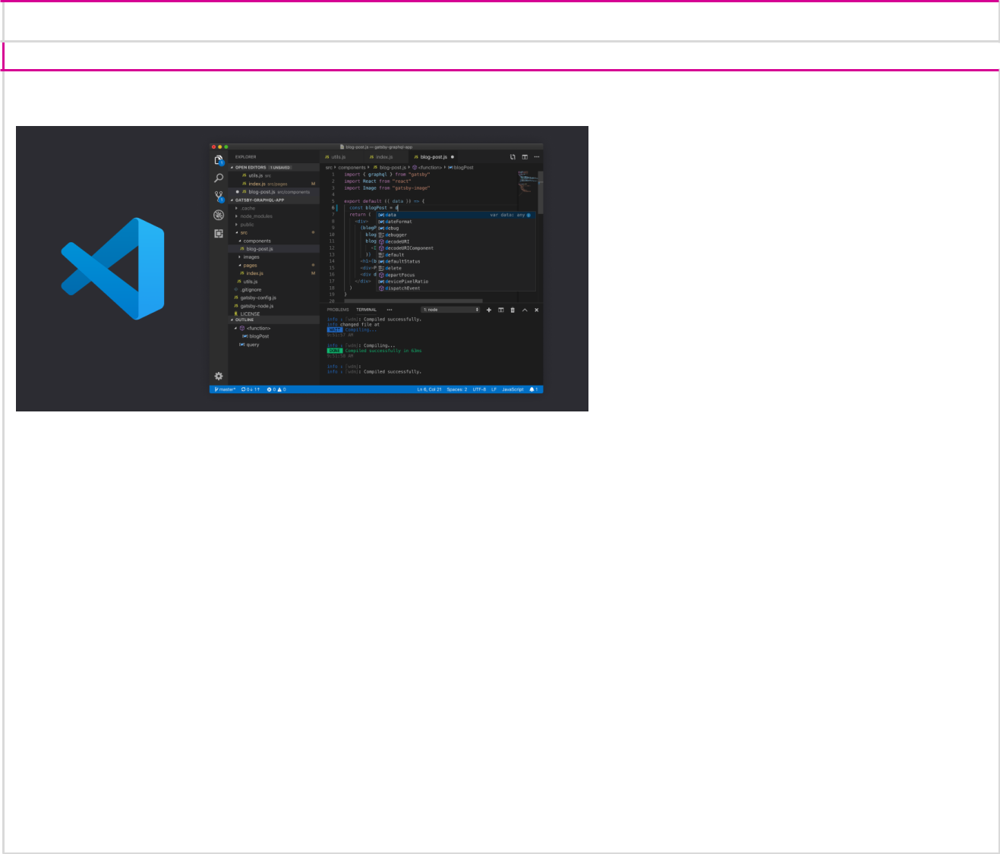 blog-post.js — gatsby-graphql-app
EXPLORER
OPEN EDITORS 1 UNSAVED
utils.js src
index.js src/pages M
blog-post.js src/components
GATSBY-GRAPHQL-APP
.cache
node_modules
public
src
components
blog-post.js
images
pages
index.js M
utils.js
.gitignore
gatsby-config.js
gatsby-node.js
LICENSE
OUTLINE
<function>
blogPost
query
utils.js index.js blog-post.js
src components blog-post.js <function> blogPost
1 import { graphql } from "gatsby"
2 import React from "react"
3 import Image from "gatsby-image"
4
5 export default ({ data }) => {
6 const blogPost = d
7 return (
8 <div>
9 {blogP
10 blog
11 blog
12 <I
13 )}
14 <h1>{b
15 <div>P
16 <div d
17 </div>
18 )
19 }
20
data var data: any
dateFormat
debug
debugger
decodeURI
decodeURIComponent
default
defaultStatus
delete
departFocus
devicePixelRatio
dispatchEvent
PROBLEMS TERMINAL ••• 1: node
info : [wdm]: Compiled successfully.
info changed file at
WAIT Compiling...
9:51:57 AM
info : [wdm]: Compiling...
DONE Compiled successfully in 63ms
9:51:58 AM
info : [wdm]:
info : [wdm]: Compiled successfully.
master* 0↓ 1↑ 0 0 Ln 6, Col 21 Spaces: 2 UTF-8 LF JavaScript 1